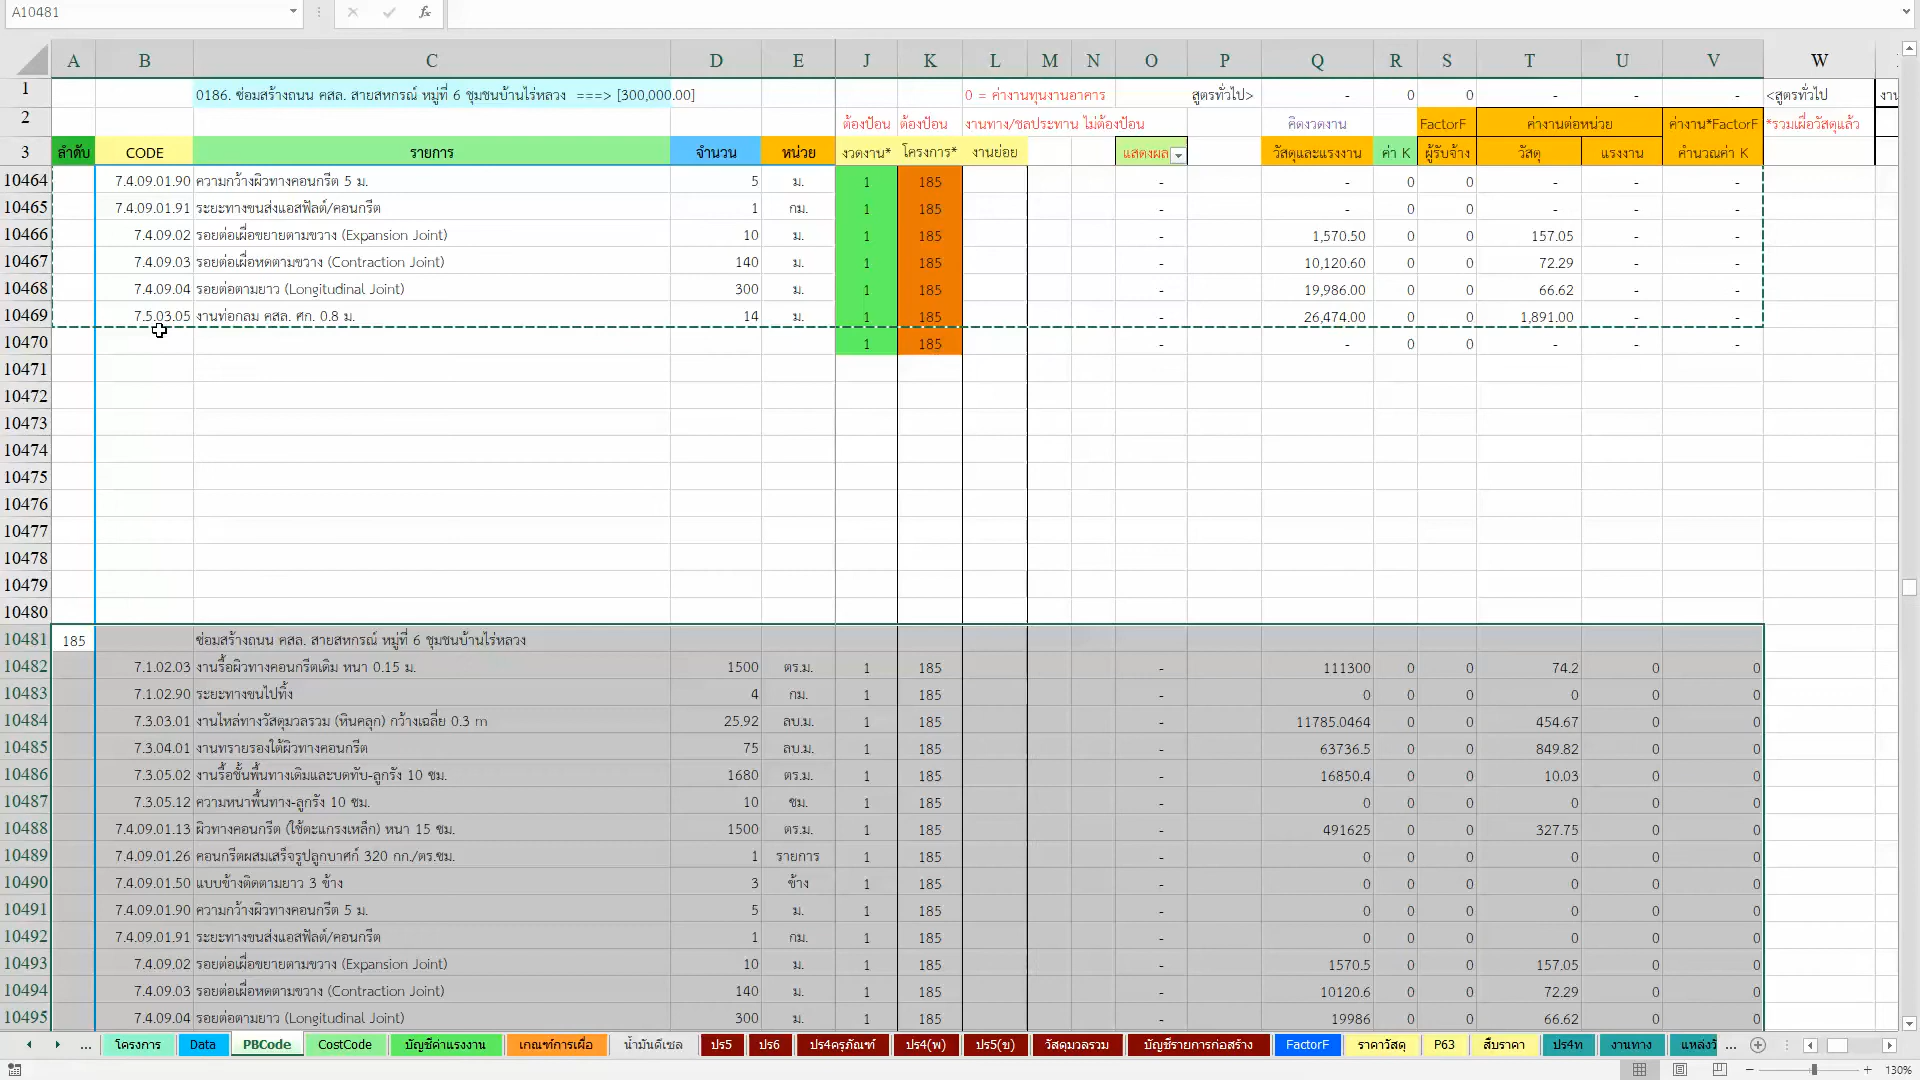 A10481
A B C D E J K L M N O P Q R S T U V W
1 0186. ซ่อมสร้างถนน คสล. สายสหกรณ์ หมู่ที่ 6 ชุมชนบ้านไร่หลวง ===> [300,000.00] 0 = ค่างานทุนงานอาคาร สูตรทั่วไป> - 0 0 - - - <สูตรทั่วไป งาน
2 ต้องป้อน ต้องป้อน งานทาง/ชลประทาน ไม่ต้องป้อน คิดงวดงาน FactorF ค่างานต่อหน่วย ค่างาน*FactorF *รวมเผื่อวัสดุแล้ว
3 ลำดับ CODE รายการ จำนวน หน่วย งวดงาน* โครงการ* งานย่อย แสดงผล วัสดุและแรงงาน ค่า K ผู้รับจ้าง วัสดุ แรงงาน คำนวณค่า K
10464 7.4.09.01.90 ความกว้างผิวทางคอนกรีต 5 ม. 5 ม. 1 185 - - 0 0 - - -
10465 7.4.09.01.91 ระยะทางขนส่งแอสฟัลต์/คอนกรีต 1 กม. 1 185 - - 0 0 - - -
10466 7.4.09.02 รอยต่อเผื่อขยายตามขวาง (Expansion Joint) 10 ม. 1 185 - 1,570.50 0 0 157.05 - -
10467 7.4.09.03 รอยต่อเผื่อหดตามขวาง (Contraction Joint) 140 ม. 1 185 - 10,120.60 0 0 72.29 - -
10468 7.4.09.04 รอยต่อตามยาว (Longitudinal Joint) 300 ม. 1 185 - 19,986.00 0 0 66.62 - -
10469 7.5.03.05 งานท่อกลม คสล. ศก. 0.8 ม. 14 ม. 1 185 - 26,474.00 0 0 1,891.00 - -
10470 1 185 - - 0 0 - - -
10471
10472
10473
10474
10475
10476
10477
10478
10479
10480
10481 185 ซ่อมสร้างถนน คสล. สายสหกรณ์ หมู่ที่ 6 ชุมชนบ้านไร่หลวง
10482 7.1.02.03 งานรื้อผิวทางคอนกรีตเดิม หนา 0.15 ม. 1500 ตร.ม. 1 185 - 111300 0 0 74.2 0 0
10483 7.1.02.90 ระยะทางขนไปทิ้ง 4 กม. 1 185 - 0 0 0 0 0 0
10484 7.3.03.01 งานไหล่ทางวัสดุมวลรวม (หินคลุก) กว้างเฉลี่ย 0.3 m 25.92 ลบ.ม. 1 185 - 11785.0464 0 0 454.67 0 0
10485 7.3.04.01 งานทรายรองใต้ผิวทางคอนกรีต 75 ลบ.ม. 1 185 - 63736.5 0 0 849.82 0 0
10486 7.3.05.02 งานรื้อชั้นพื้นทางเดิมและบดทับ-ลูกรัง 10 ซม. 1680 ตร.ม. 1 185 - 16850.4 0 0 10.03 0 0
10487 7.3.05.12 ความหนาพื้นทาง-ลูกรัง 10 ซม. 10 ซม. 1 185 - 0 0 0 0 0 0
10488 7.4.09.01.13 ผิวทางคอนกรีต (ใช้ตะแกรงเหล็ก) หนา 15 ซม. 1500 ตร.ม. 1 185 - 491625 0 0 327.75 0 0
10489 7.4.09.01.26 คอนกรีตผสมเสร็จรูปลูกบาศก์ 320 กก./ตร.ซม. 1 รายการ 1 185 - 0 0 0 0 0 0
10490 7.4.09.01.50 แบบข้างติดตามยาว 3 ข้าง 3 ข้าง 1 185 - 0 0 0 0 0 0
10491 7.4.09.01.90 ความกว้างผิวทางคอนกรีต 5 ม. 5 ม. 1 185 - 0 0 0 0 0 0
10492 7.4.09.01.91 ระยะทางขนส่งแอสฟัลต์/คอนกรีต 1 กม. 1 185 - 0 0 0 0 0 0
10493 7.4.09.02 รอยต่อเผื่อขยายตามขวาง (Expansion Joint) 10 ม. 1 185 - 1570.5 0 0 157.05 0 0
10494 7.4.09.03 รอยต่อเผื่อหดตามขวาง (Contraction Joint) 140 ม. 1 185 - 10120.6 0 0 72.29 0 0
10495 7.4.09.04 รอยต่อตามยาว (Longitudinal Joint) 300 ม. 1 185 - 19986 0 0 66.62 0 0
... โครงการ Data PBCode CostCode บัญชีค่าแรงงาน เกณฑ์การเผื่อ น้ำมันดีเซล ปร5 ปร6 ปร4ครุภัณฑ์ ปร4(พ) ปร5(ข) วัสดุมวลรวม บัญชีรายการก่อสร้าง FactorF ราคาวัสดุ P63 สืบราคา ปร4ท งานทาง แหล่งวั ...
130%